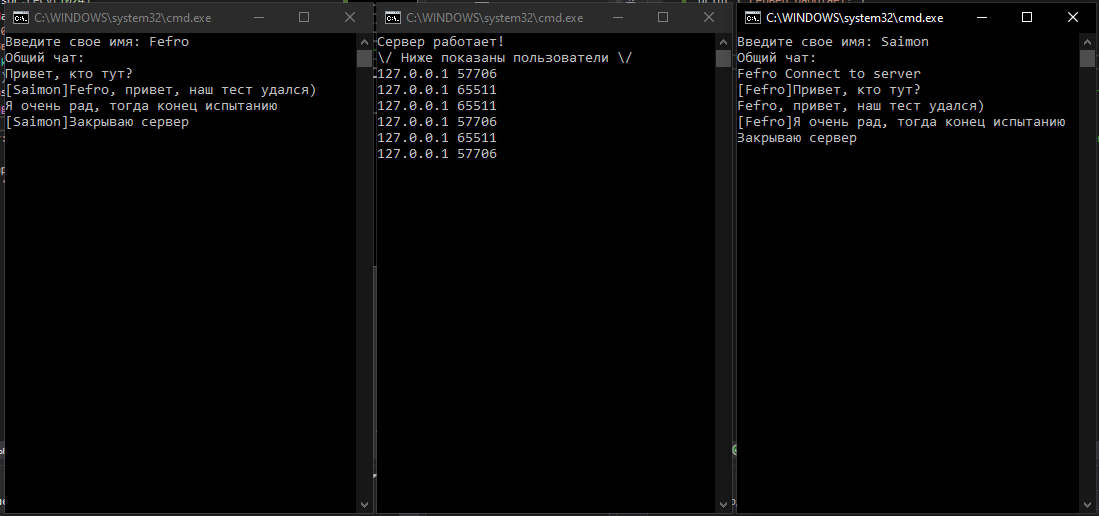 C:\WINDOWS\system32\cmd.exe
Введите свое имя: Fefro
Общий чат:
Привет, кто тут?
[Saimon]Fefro, привет, наш тест удался)
Я очень рад, тогда конец испытанию
[Saimon]Закрываю сервер
C:\WINDOWS\system32\cmd.exe
Сервер работает!
\/ Ниже показаны пользователи \/
127.0.0.1 57706
127.0.0.1 65511
127.0.0.1 65511
127.0.0.1 57706
127.0.0.1 65511
127.0.0.1 57706
C:\WINDOWS\system32\cmd.exe
Введите свое имя: Saimon
Общий чат:
Fefro Connect to server
[Fefro]Привет, кто тут?
Fefro, привет, наш тест удался)
[Fefro]Я очень рад, тогда конец испытанию
Закрываю сервер